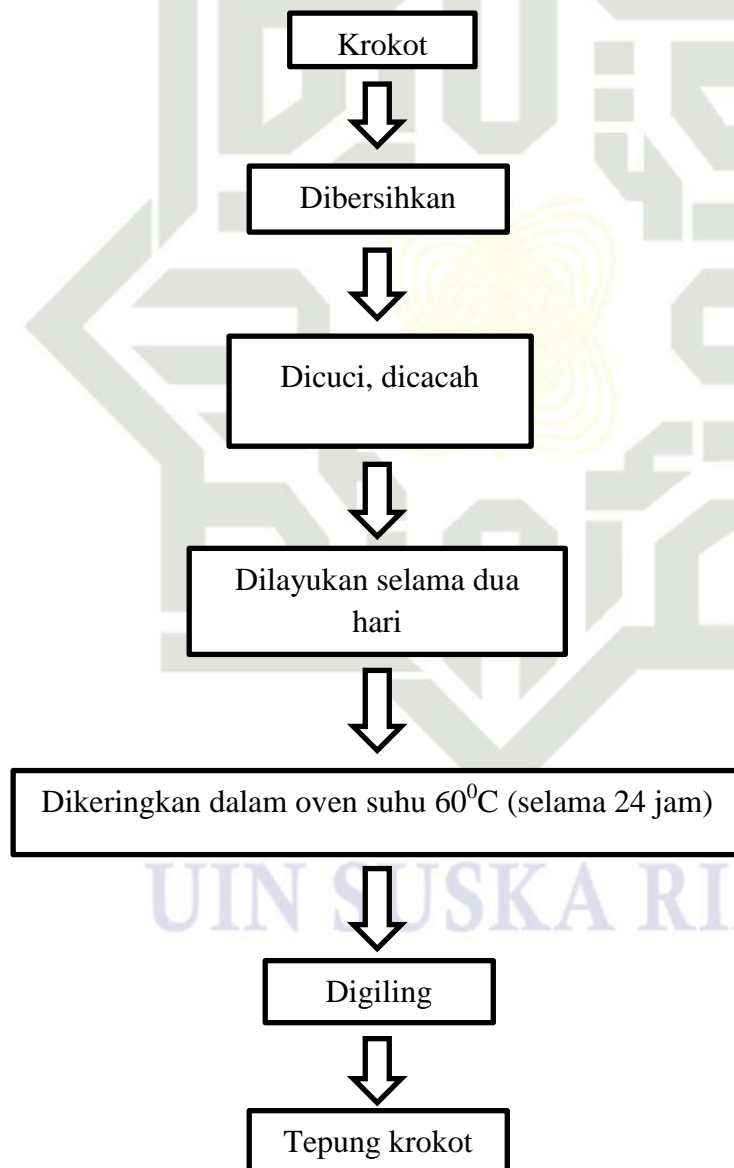 Krokot
Dibersihkan
Dicuci, dicacah
Dilayukan selama dua
hari
Dikeringkan dalam oven suhu 60⁰C (selama 24 jam)
UIN SUSKA
Digiling
Tepung krokot